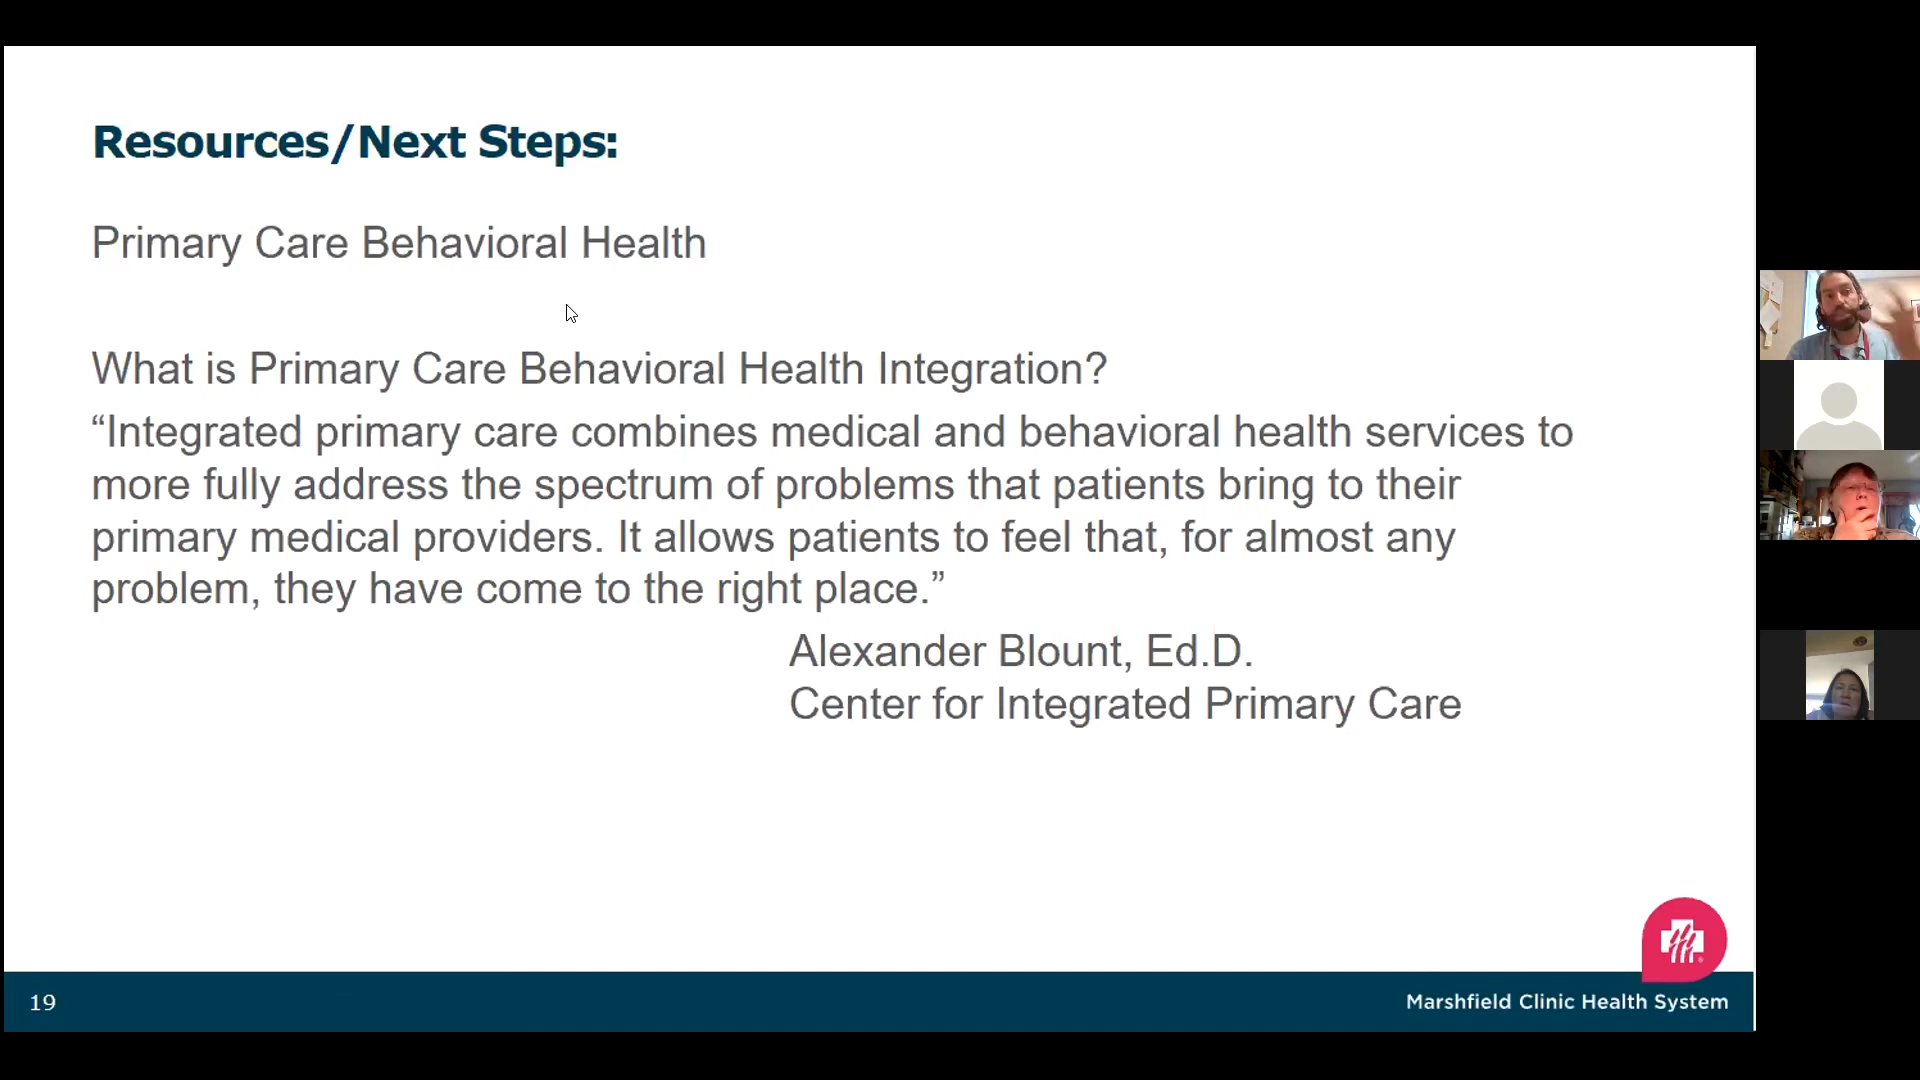 Resources/Next Steps:
Primary Care Behavioral Health
What is Primary Care Behavioral Health Integration?
“Integrated primary care combines medical and behavioral health services to
more fully address the spectrum of problems that patients bring to their
primary medical providers. It allows patients to feel that, for almost any
problem, they have come to the right place.”
Alexander Blount, Ed.D.
Center for Integrated Primary Care
19
Marshfield Clinic Health System